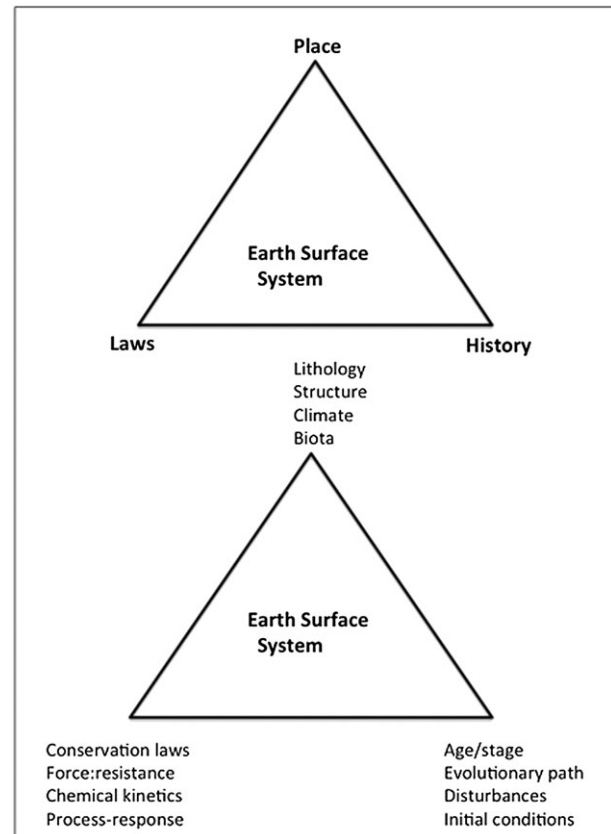 Place
Earth Surface
System
Laws
History
Lithology
Structure
Climate
Biota
Earth Surface
System
Conservation laws
Force:resistance
Chemical kinetics
Process-response
Age/stage
Evolutionary path
Disturbances
Initial conditions